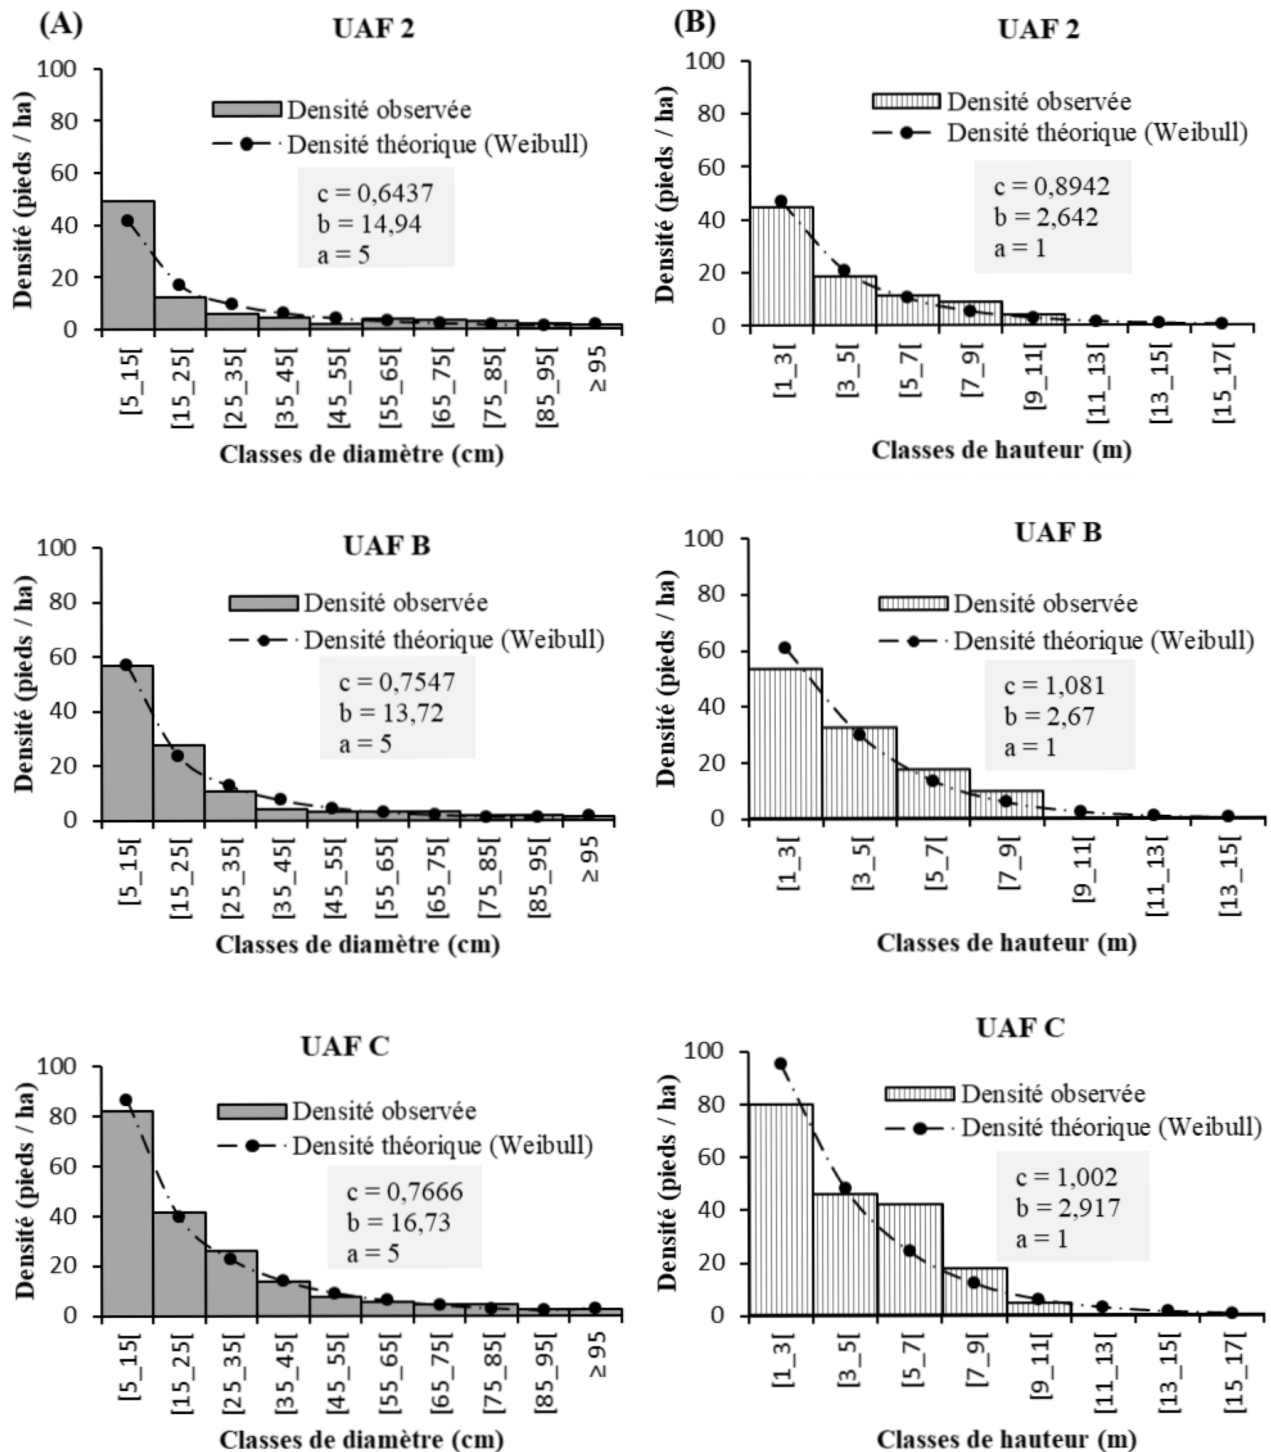 (A)
UAF 2
100
80
60
40
20
0
Densité (pieds / ha)
Densité observée
Densité théorique (Weibull)
c = 0,6437
b = 14,94
a = 5
[5_15[
[15_25[
[25_35[
[35_45[
[45_55[
[55_65[
[65_75[
[75_85[
[85_95[
≥ 95
Classes de diamètre (cm)
(B)
UAF 2
100
80
60
40
20
0
Densité (pieds / ha)
Densité observée
Densité théorique (Weibull)
c = 0,8942
b = 2,642
a = 1
[1_3[
[3_5[
[5_7[
[7_9[
[9_11[
[11_13[
[13_15[
[15_17[
Classes de hauteur (m)
UAF B
100
80
60
40
20
0
Densité (pieds / ha)
Densité observée
Densité théorique (Weibull)
c = 0,7547
b = 13,72
a = 5
[5_15[
[15_25[
[25_35[
[35_45[
[45_55[
[55_65[
[65_75[
[75_85[
[85_95[
≥ 95
Classes de diamètre (cm)
UAF B
100
80
60
40
20
0
Densité (pieds / ha)
Densité observée
Densité théorique (Weibull)
c = 1,081
b = 2,67
a = 1
[1_3[
[3_5[
[5_7[
[7_9[
[9_11[
[11_13[
[13_15[
Classes de hauteur (m)
UAF C
100
80
60
40
20
0
Densité (pieds / ha)
Densité observée
Densité théorique (Weibull)
c = 0,7666
b = 16,73
a = 5
[5_15[
[15_25[
[25_35[
[35_45[
[45_55[
[55_65[
[65_75[
[75_85[
[85_95[
≥ 95
Classes de diamètre (cm)
UAF C
100
80
60
40
20
0
Densité (pieds / ha)
Densité observée
Densité théorique (Weibull)
c = 1,002
b = 2,917
a = 1
[1_3[
[3_5[
[5_7[
[7_9[
[9_11[
[11_13[
[13_15[
[15_17[
Classes de hauteur (m)